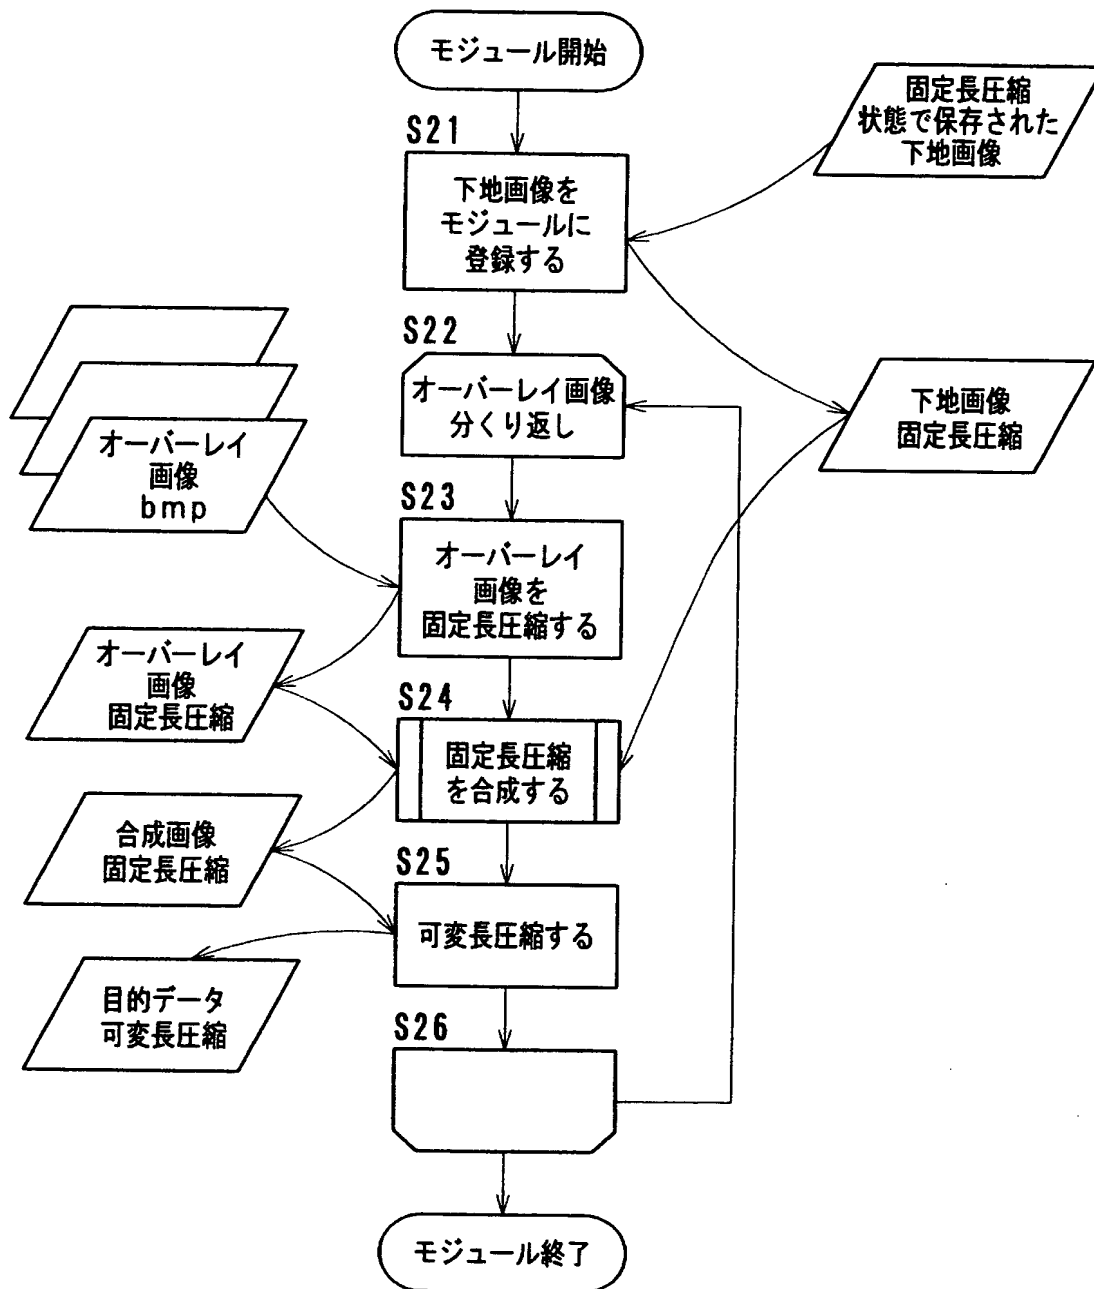 モジュール開始
固定長圧縮
状態で保存された
下地画像
S21
下地画像を
モジュールに
登録する
S22
オーバーレイ画像
分くり返し
下地画像
固定長圧縮
オーバーレイ
画像
bmp
S23
オーバーレイ
画像を
固定長圧縮する
オーバーレイ
画像
固定長圧縮
S24
固定長圧縮
を合成する
合成画像
固定長圧縮
S25
可変長圧縮する
目的データ
可変長圧縮
S26
モジュール終了